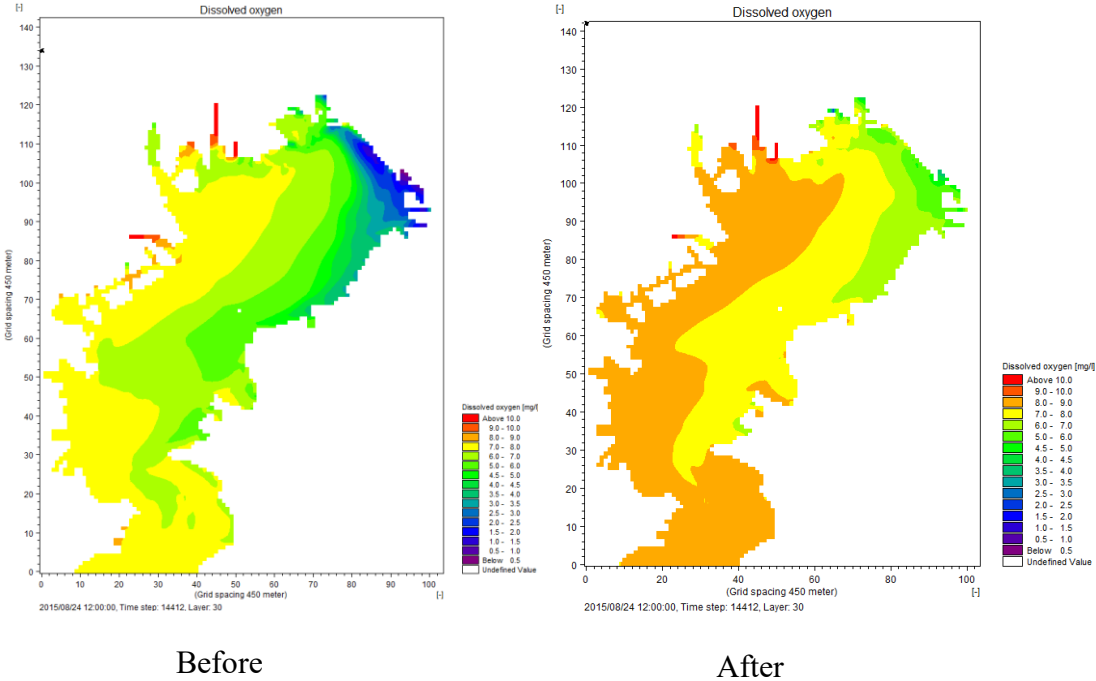 Dissolved oxygen
[-]
140
130
120
110
100
90
80
70
60
50
40
30
20
10
0
(Grid spacing 450 meter)
0 10 20 30 40 50 60 70 80 90 100
(Grid spacing 450 meter)
[-]
2015/08/24 12:00:00, Time step: 14412, Layer: 30
Dissolved oxygen [mg/l
Above 10.0
9.0 - 10.0
8.0 - 9.0
7.0 - 8.0
6.0 - 7.0
5.0 - 6.0
4.5 - 5.0
4.0 - 4.5
3.5 - 4.0
3.0 - 3.5
2.5 - 3.0
2.0 - 2.5
1.5 - 2.0
1.0 - 1.5
0.5 - 1.0
Below 0.5
Undefined Value
Before
Dissolved oxygen
[-]
140
130
120
110
100
90
80
70
60
50
40
30
20
10
0
(Grid spacing 450 meter)
0 20 40 60 80 100
(Grid spacing 450 meter)
[-]
2015/08/24 12:00:00, Time step: 14412, Layer: 30
Dissolved oxygen [mg/l]
Above 10.0
9.0 - 10.0
8.0 - 9.0
7.0 - 8.0
6.0 - 7.0
5.0 - 6.0
4.5 - 5.0
4.0 - 4.5
3.5 - 4.0
3.0 - 3.5
2.5 - 3.0
2.0 - 2.5
1.5 - 2.0
1.0 - 1.5
0.5 - 1.0
Below 0.5
Undefined Value
After